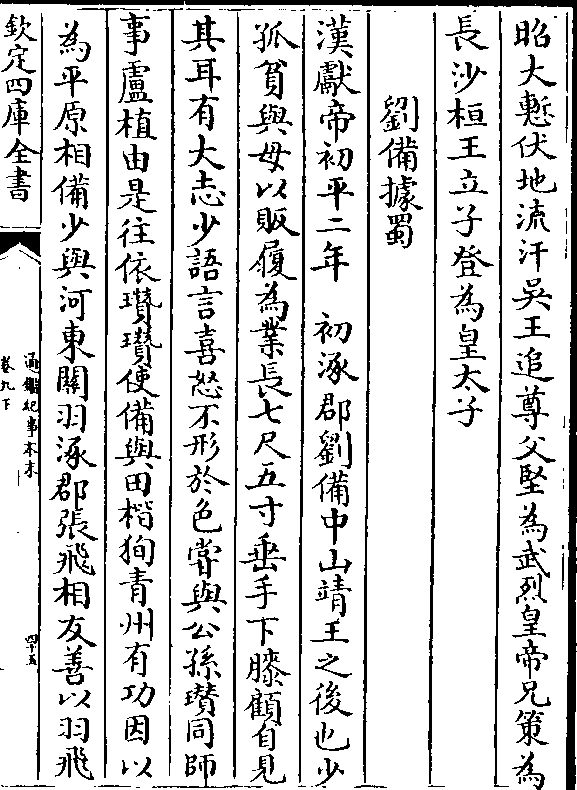 昭大慙伏地流汗吳王追尊父堅為武烈皇帝兄策為
長沙桓王立子登為皇太子
劉備據蜀
漢獻帝初平二年 初涿郡劉備中山靖王之後也少
孤貧與母以販履為業長七尺五寸垂手下膝顧自見
其耳有大志少語言喜怒不形於色嘗與公孫瓚同師
事盧植由是往依瓚瓚使備與田楷狥青州有功因以
為平原相備少與河東關羽涿郡張飛相友善以羽飛
欽定四庫全書
通鑑紀事本末
卷九下
四十五